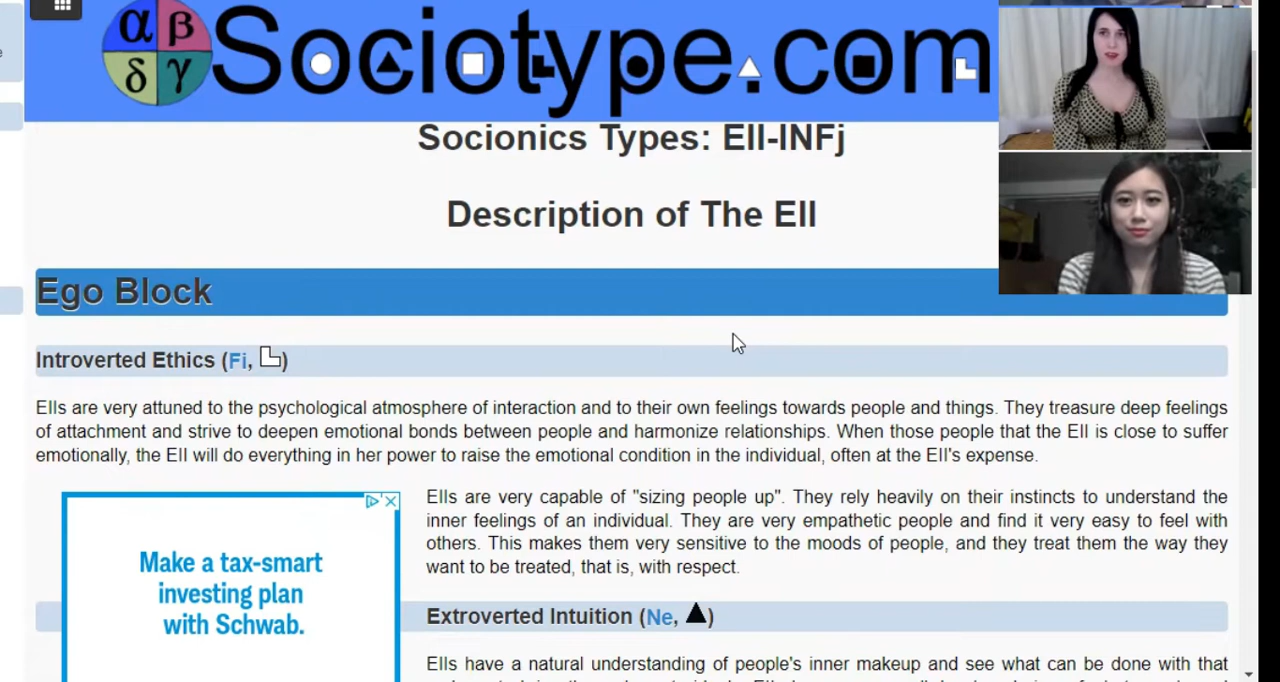 α β
δ γ
Sociotype.com
Socionics Types: EII-INFj
Description of The EII
Ego Block
Introverted Ethics (Fi, )
EIIs are very attuned to the psychological atmosphere of interaction and to their own feelings towards people and things. They treasure deep feelings
of attachment and strive to deepen emotional bonds between people and harmonize relationships. When those people that the EII is close to suffer
emotionally, the EII will do everything in her power to raise the emotional condition in the individual, often at the EII's expense.
EIIs are very capable of "sizing people up". They rely heavily on their instincts to understand the
inner feelings of an individual. They are very empathetic people and find it very easy to feel with
others. This makes them very sensitive to the moods of people, and they treat them the way they
want to be treated, that is, with respect.
Make a tax-smart
investing plan
with Schwab.
Extroverted Intuition (Ne, ▲)
EIIs have a natural understanding of people's inner makeup and see what can be done with that